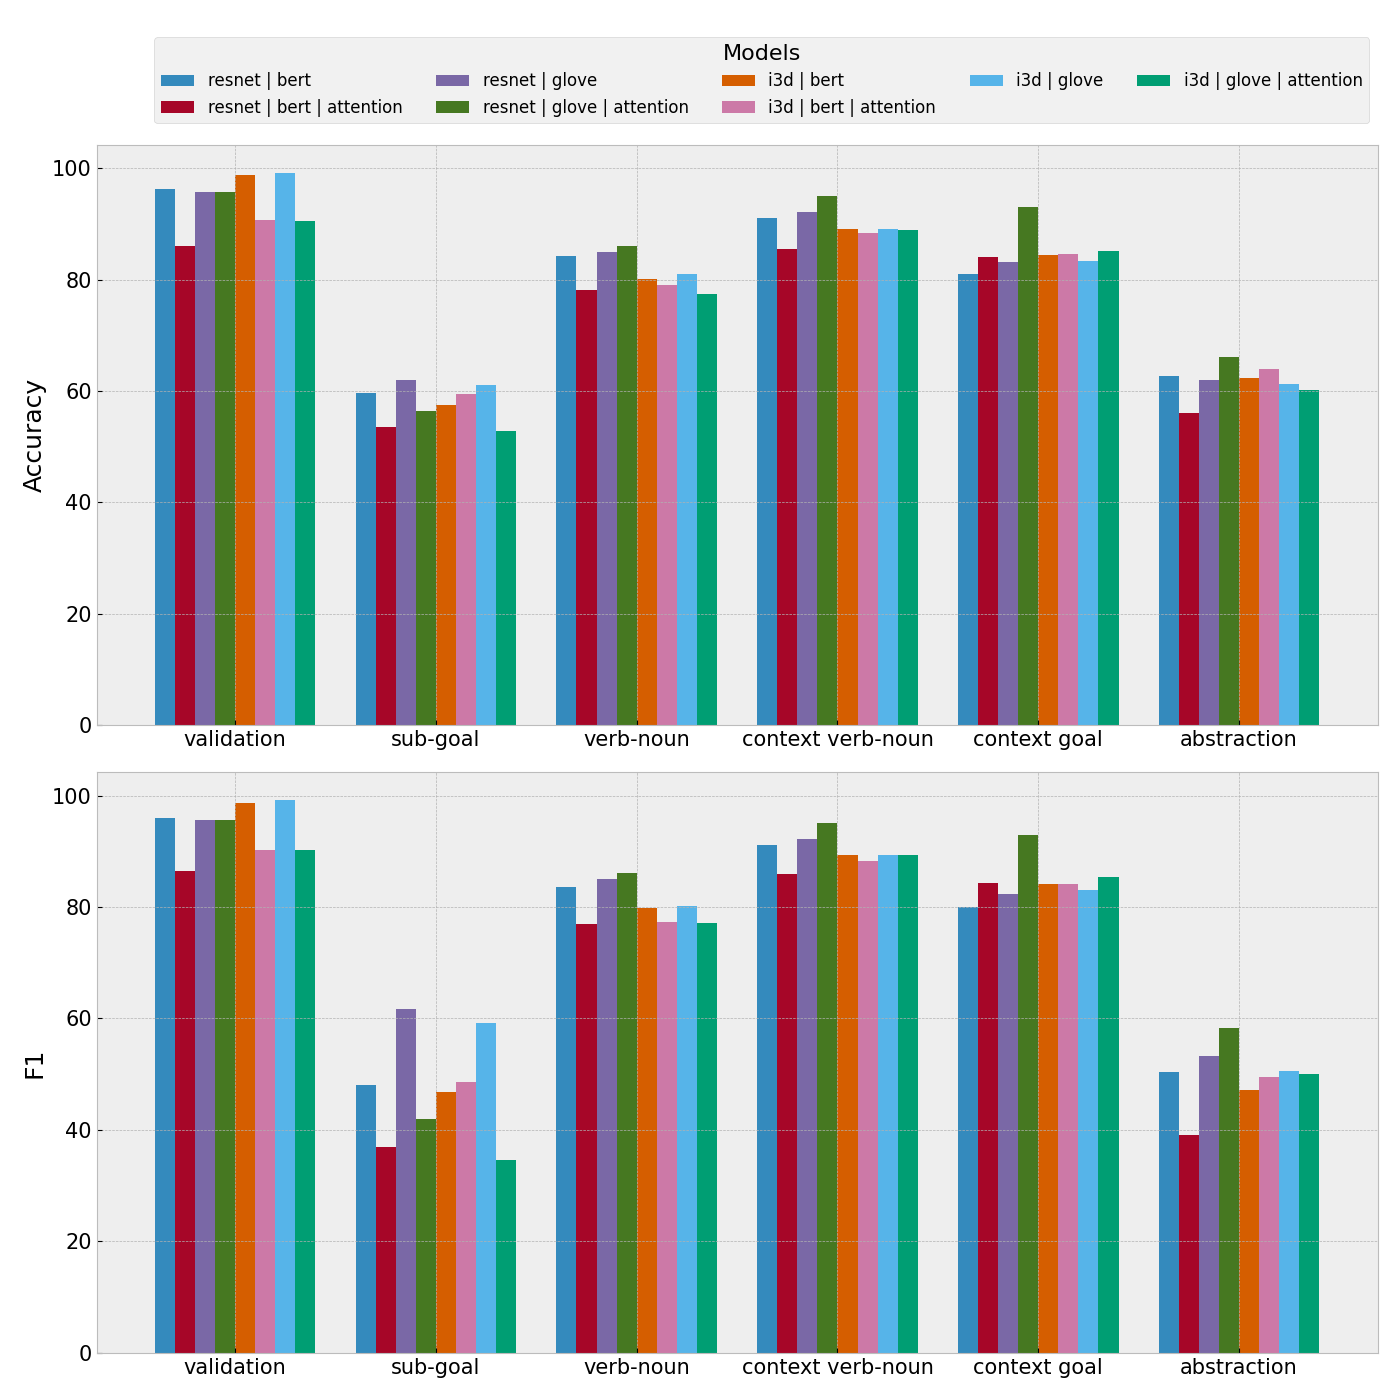 Models
resnet | bert
resnet | glove
i3d | bert
i3d | glove
i3d | glove | attention
resnet | bert | attention
resnet | glove | attention
i3d | bert | attention
Accuracy
100
80
60
40
20
0
validation
sub-goal
verb-noun
context verb-noun
context goal
abstraction
F1
100
80
60
40
20
0
validation
sub-goal
verb-noun
context verb-noun
context goal
abstraction